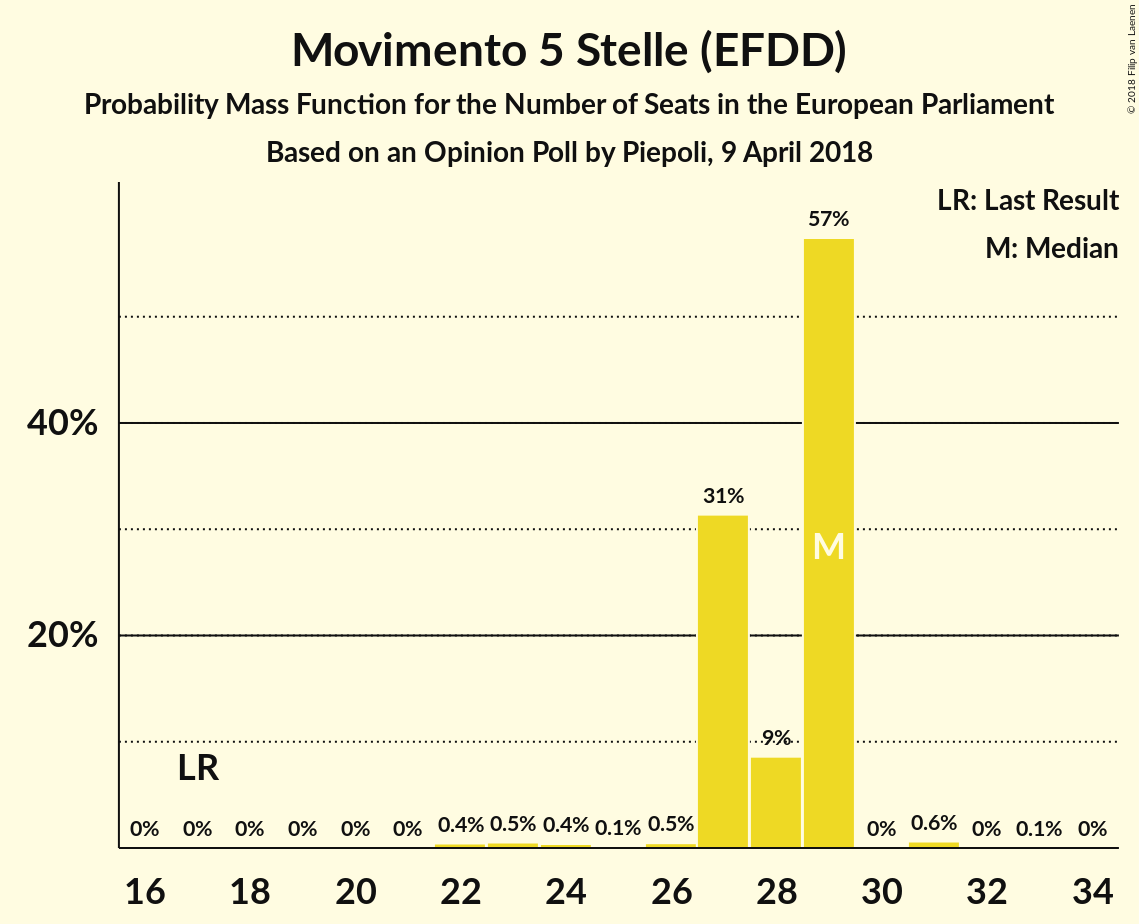 Movimento 5 Stelle (EFDD)
Probability Mass Function for the Number of Seats in the European Parliament
Based on an Opinion Poll by Piepoli, 9 April 2018
© 2018 Filip van Laenen
LR: Last Result
M: Median
57%
40%
31%
M
20%
9%
LR
0% 0% 0% 0% 0% 0% 0.4% 0.5% 0.4% 0.1% 0.5% 0% 0.6% 0% 0.1% 0%
16 18 20 22 24 26 28 30 32 34